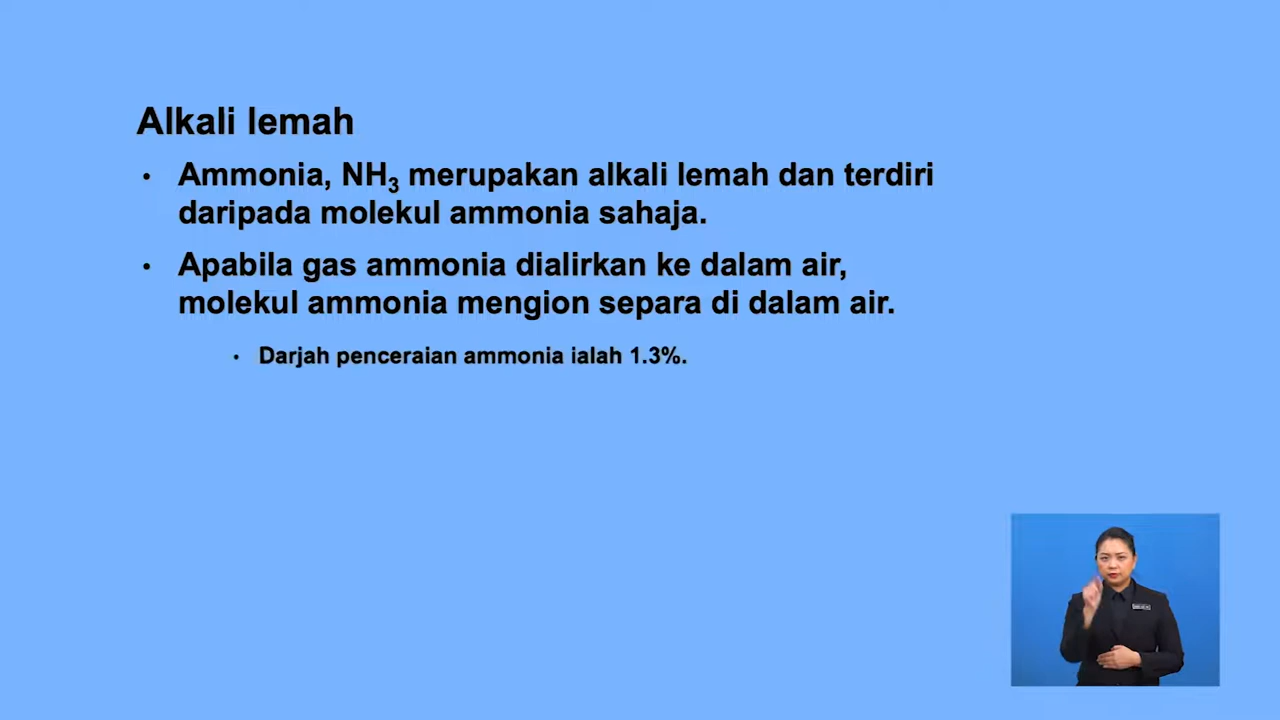 Alkali lemah
• Ammonia, NH₃ merupakan alkali lemah dan terdiri
daripada molekul ammonia sahaja.
• Apabila gas ammonia dialirkan ke dalam air,
molekul ammonia mengion separa di dalam air.
• Darjah penceraian ammonia ialah 1.3%.